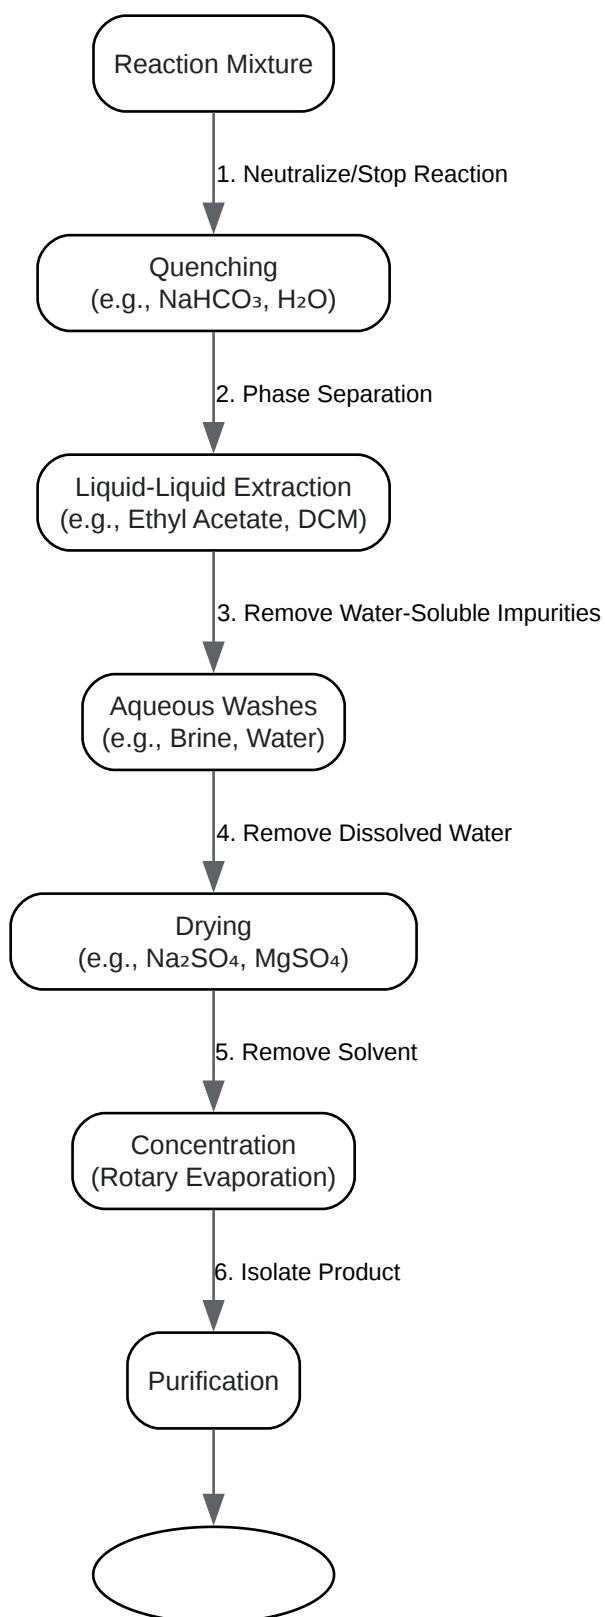 Reaction Mixture
1. Neutralize/Stop Reaction
Quenching
(e.g., NaHCO₃, H₂O)
2. Phase Separation
Liquid-Liquid Extraction
(e.g., Ethyl Acetate, DCM)
3. Remove Water-Soluble Impurities
Aqueous Washes
(e.g., Brine, Water)
4. Remove Dissolved Water
Drying
(e.g., Na₂SO₄, MgSO₄)
5. Remove Solvent
Concentration
(Rotary Evaporation)
6. Isolate Product
Purification